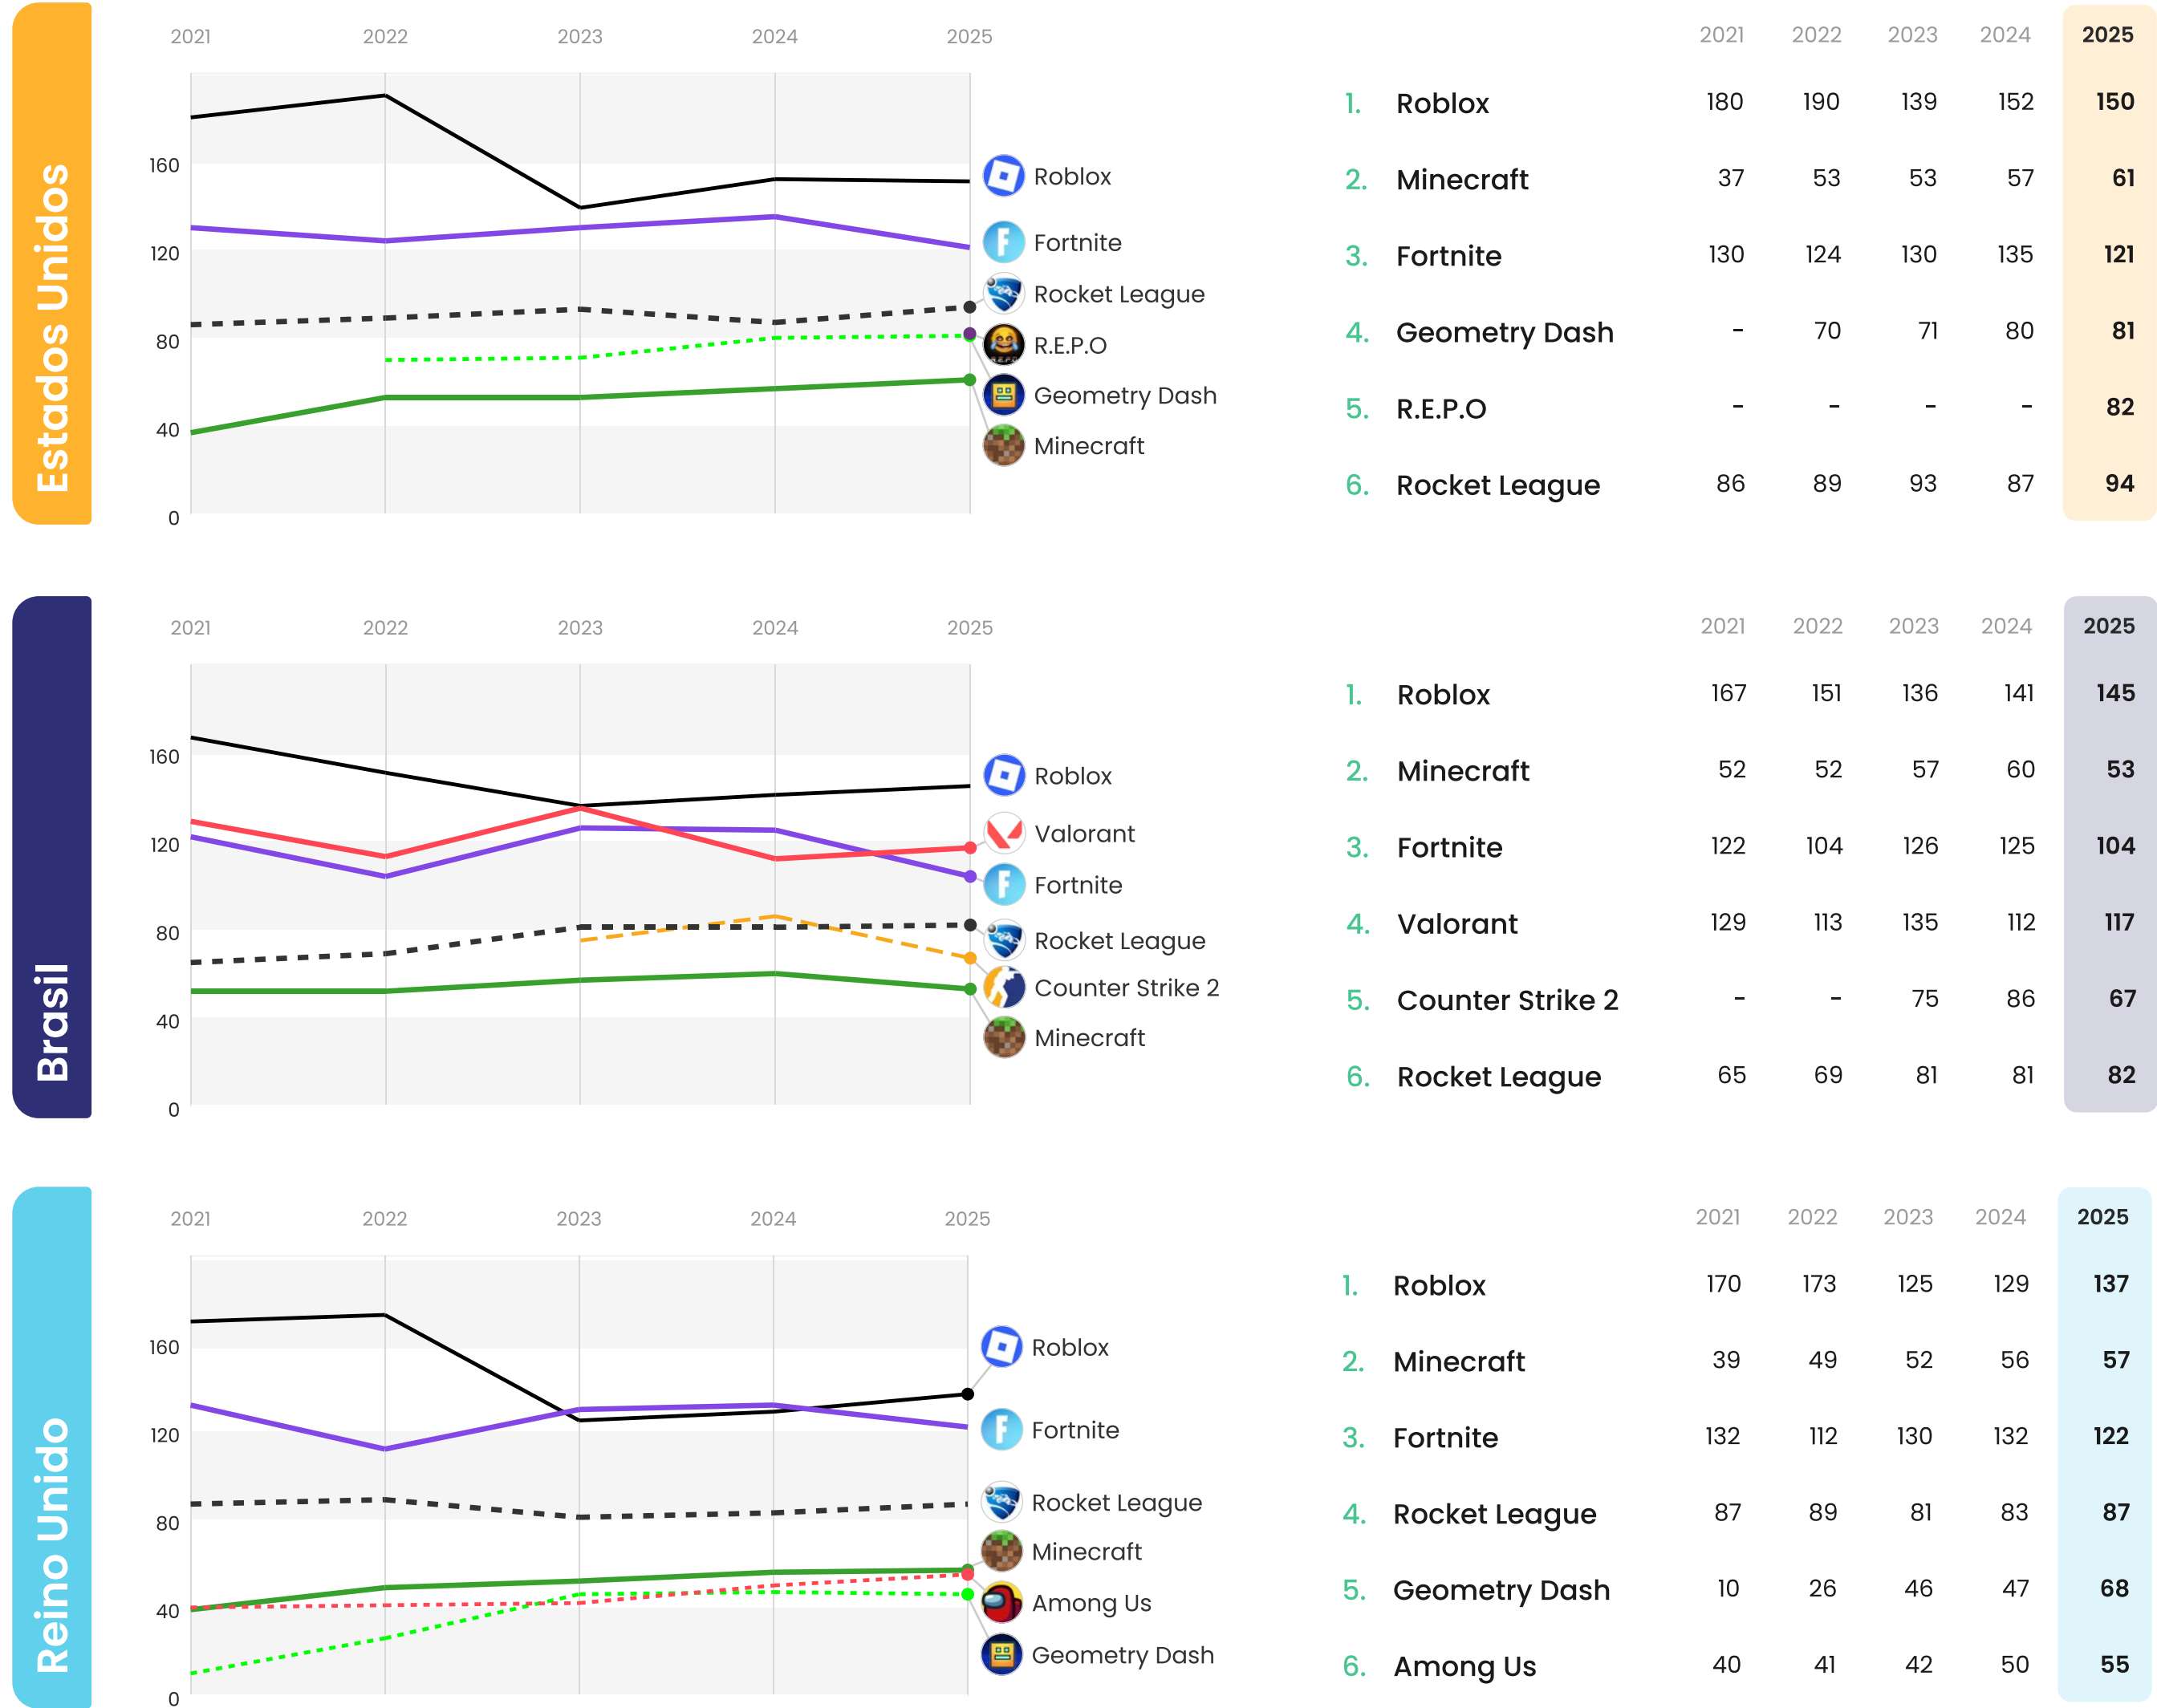 Estados Unidos
2021 2022 2023 2024 2025
160
120
80
40
0
Roblox
Fortnite
Rocket League
R.E.P.O
Geometry Dash
Minecraft
2021 2022 2023 2024 2025
1. Roblox 180 190 139 152 150
2. Minecraft 37 53 53 57 61
3. Fortnite 130 124 130 135 121
4. Geometry Dash - 70 71 80 81
5. R.E.P.O - - - - 82
6. Rocket League 86 89 93 87 94
Brasil
2021 2022 2023 2024 2025
160
120
80
40
0
Roblox
Valorant
Fortnite
Rocket League
Counter Strike 2
Minecraft
2021 2022 2023 2024 2025
1. Roblox 167 151 136 141 145
2. Minecraft 52 52 57 60 53
3. Fortnite 122 104 126 125 104
4. Valorant 129 113 135 112 117
5. Counter Strike 2 - - 75 86 67
6. Rocket League 65 69 81 81 82
Reino Unido
2021 2022 2023 2024 2025
160
120
80
40
0
Roblox
Fortnite
Rocket League
Minecraft
Among Us
Geometry Dash
2021 2022 2023 2024 2025
1. Roblox 170 173 125 129 137
2. Minecraft 39 49 52 56 57
3. Fortnite 132 112 130 132 122
4. Rocket League 87 89 81 83 87
5. Geometry Dash 10 26 46 47 68
6. Among Us 40 41 42 50 55